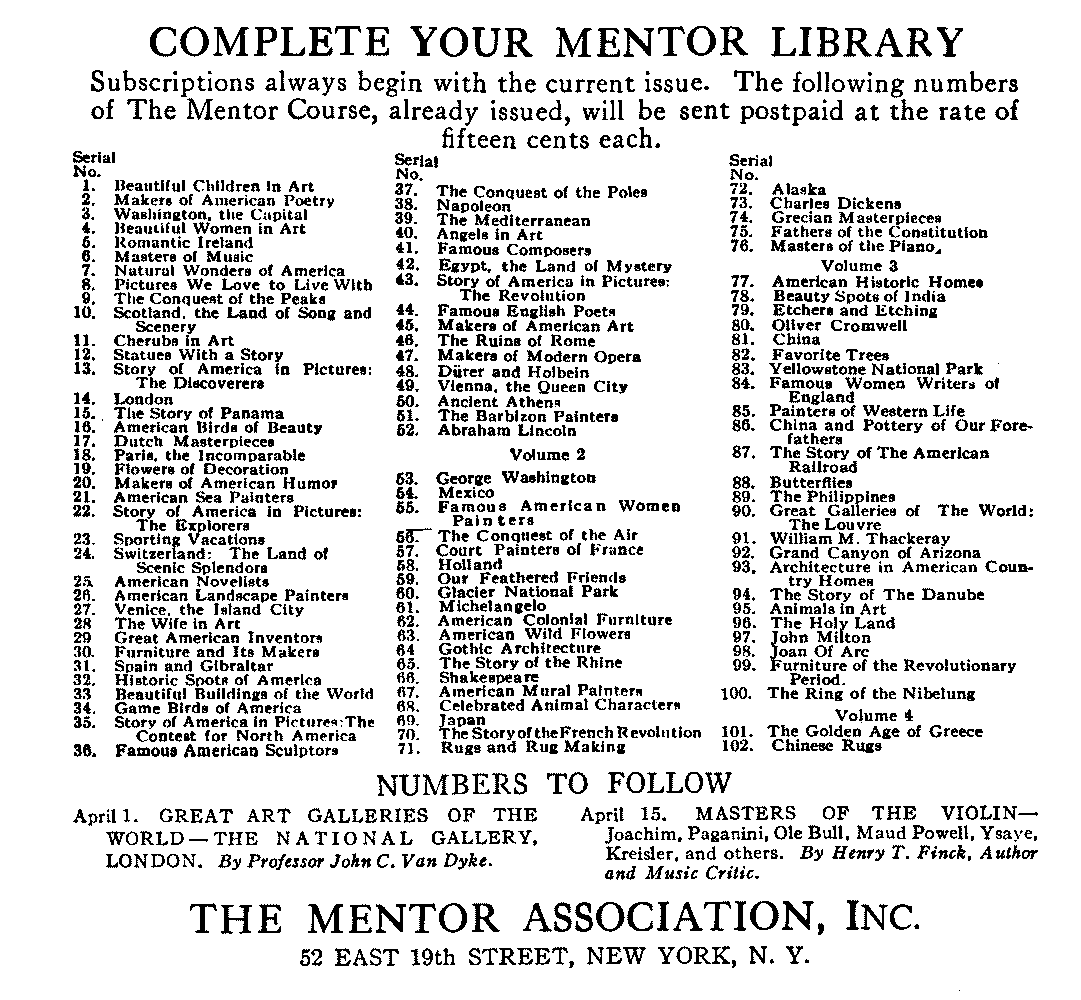 COMPLETE YOUR MENTOR LIBRARY
Subscriptions always begin with the current issue. The following numbers
of The Mentor Course, already issued, will be sent postpaid at the rate of
fifteen cents each.
Serial
No.
1. Beautiful Children in Art
2. Makers of American Poetry
3. Washington, the Capital
4. Beautiful Women in Art
5. Romantic Ireland
6. Masters of Music
7. Natural Wonders of America
8. Pictures We Love to Live With
9. The Conquest of the Peaks
10. Scotland, the Land of Song and
Scenery
11. Cherubs in Art
12. Statues With a Story
13. Story of America in Pictures:
The Discoverers
14. London
15. The Story of Panama
16. American Birds of Beauty
17. Dutch Masterpieces
18. Paris, the Incomparable
19. Flowers of Decoration
20. Makers of American Humor
21. American Sea Painters
22. Story of America in Pictures:
The Explorers
23. Sporting Vacations
24. Switzerland: The Land of
Scenic Splendors
25. American Novelists
26. American Landscape Painters
27. Venice, the Island City
28 The Wife in Art
29 Great American Inventors
30. Furniture and Its Makers
31. Spain and Gibraltar
32. Historic Spots of America
33 Beautiful Buildings of the World
34. Game Birds of America
35. Story of America in Pictures: The
Contest for North America
36. Famous American Sculptors
Serial
No.
37. The Conquest of the Poles
38. Napoleon
39. The Mediterranean
40. Angels in Art
41. Famous Composers
42. Egypt, the Land of Mystery
43. Story of America in Pictures:
The Revolution
44. Famous English Poets
45. Makers of American Art
46. The Ruins of Rome
47. Makers of Modern Opera
48. Dürer and Holbein
49. Vienna, the Queen City
50. Ancient Athens
51. The Barbizon Painters
52. Abraham Lincoln
Volume 2
53. George Washington
54. Mexico
55. Famous American Women
Painters
56. The Conquest of the Air
57. Court Painters of France
58. Holland
59. Our Feathered Friends
60. Glacier National Park
61. Michelangelo
62. American Colonial Furniture
63. American Wild Flowers
64 Gothic Architecture
65. The Story of the Rhine
66. Shakespeare
67. American Mural Painters
68. Celebrated Animal Characters
69. Japan
70. The Story of the French Revolution
71. Rugs and Rug Making
Serial
No.
72. Alaska
73. Charles Dickens
74. Grecian Masterpieces
75. Fathers of the Constitution
76. Masters of the Piano.
Volume 3
77. American Historic Homes
78. Beauty Spots of India
79. Etchers and Etching
80. Oliver Cromwell
81. China
82. Favorite Trees
83. Yellowstone National Park
84. Famous Women Writers of
England
85. Painters of Western Life
86. China and Pottery of Our Fore-
fathers
87. The Story of The American
Railroad
88. Butterflies
89. The Philippines
90. Great Galleries of The World:
The Louvre
91. William M. Thackeray
92. Grand Canyon of Arizona
93. Architecture in American Coun-
try Homes
94. The Story of The Danube
95. Animals in Art
96. The Holy Land
97. John Milton
98. Joan Of Arc
99. Furniture of the Revolutionary
Period.
100. The Ring of the Nibelung
Volume 4
101. The Golden Age of Greece
102. Chinese Rugs
NUMBERS TO FOLLOW
April 1. GREAT ART GALLERIES OF THE
WORLD—THE NATIONAL GALLERY,
LONDON. By Professor John C. Van Dyke.
April 15. MASTERS OF THE VIOLIN—
Joachim, Paganini, Ole Bull, Maud Powell, Ysaye,
Kreisler, and others. By Henry T. Finck, Author
and Music Critic.
THE MENTOR ASSOCIATION, INC.
52 EAST 19th STREET, NEW YORK, N. Y.